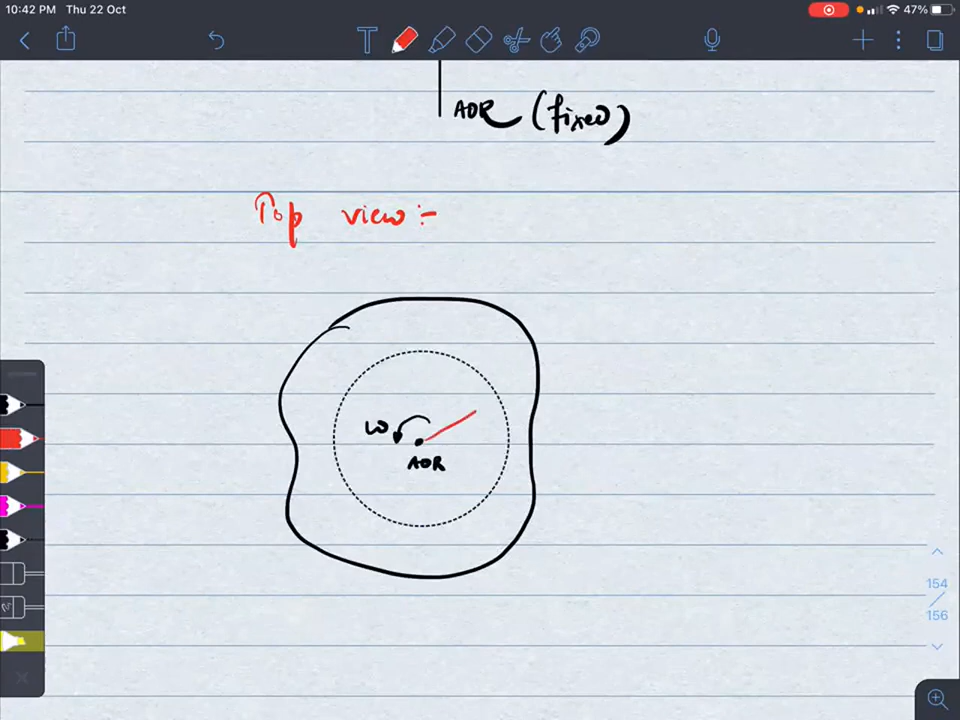 10:42 PM Thu 22 Oct
47%
T
AOR (fixed)
Top view :-
ω
AOR
154
156